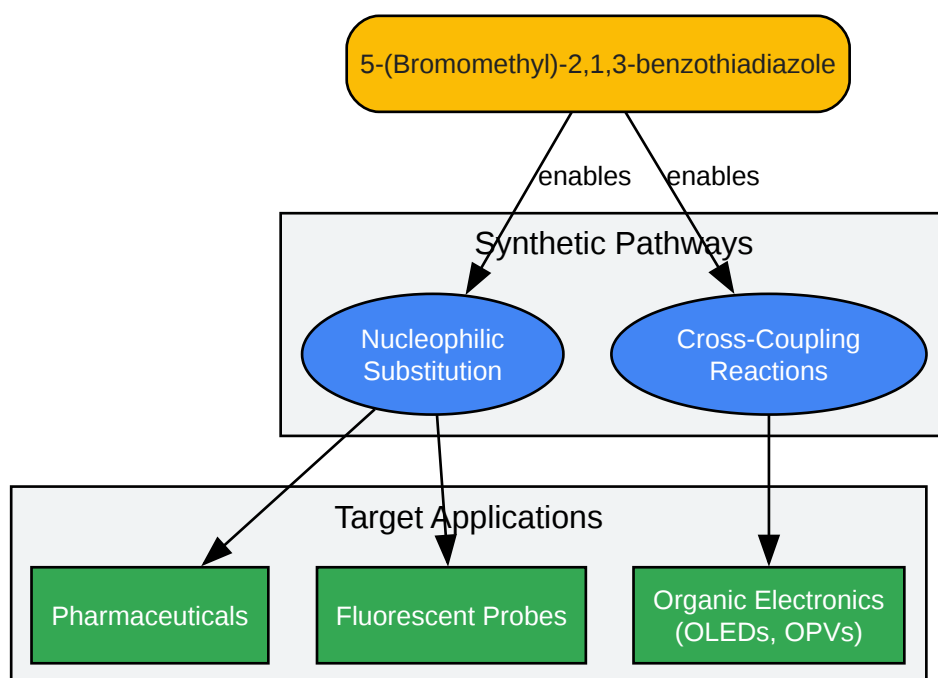 5-(Bromomethyl)-2,1,3-benzothiadiazole
enables
enables
Synthetic Pathways
Nucleophilic
Substitution
Cross-Coupling
Reactions
Target Applications
Pharmaceuticals
Fluorescent Probes
Organic Electronics
(OLEDs, OPVs)